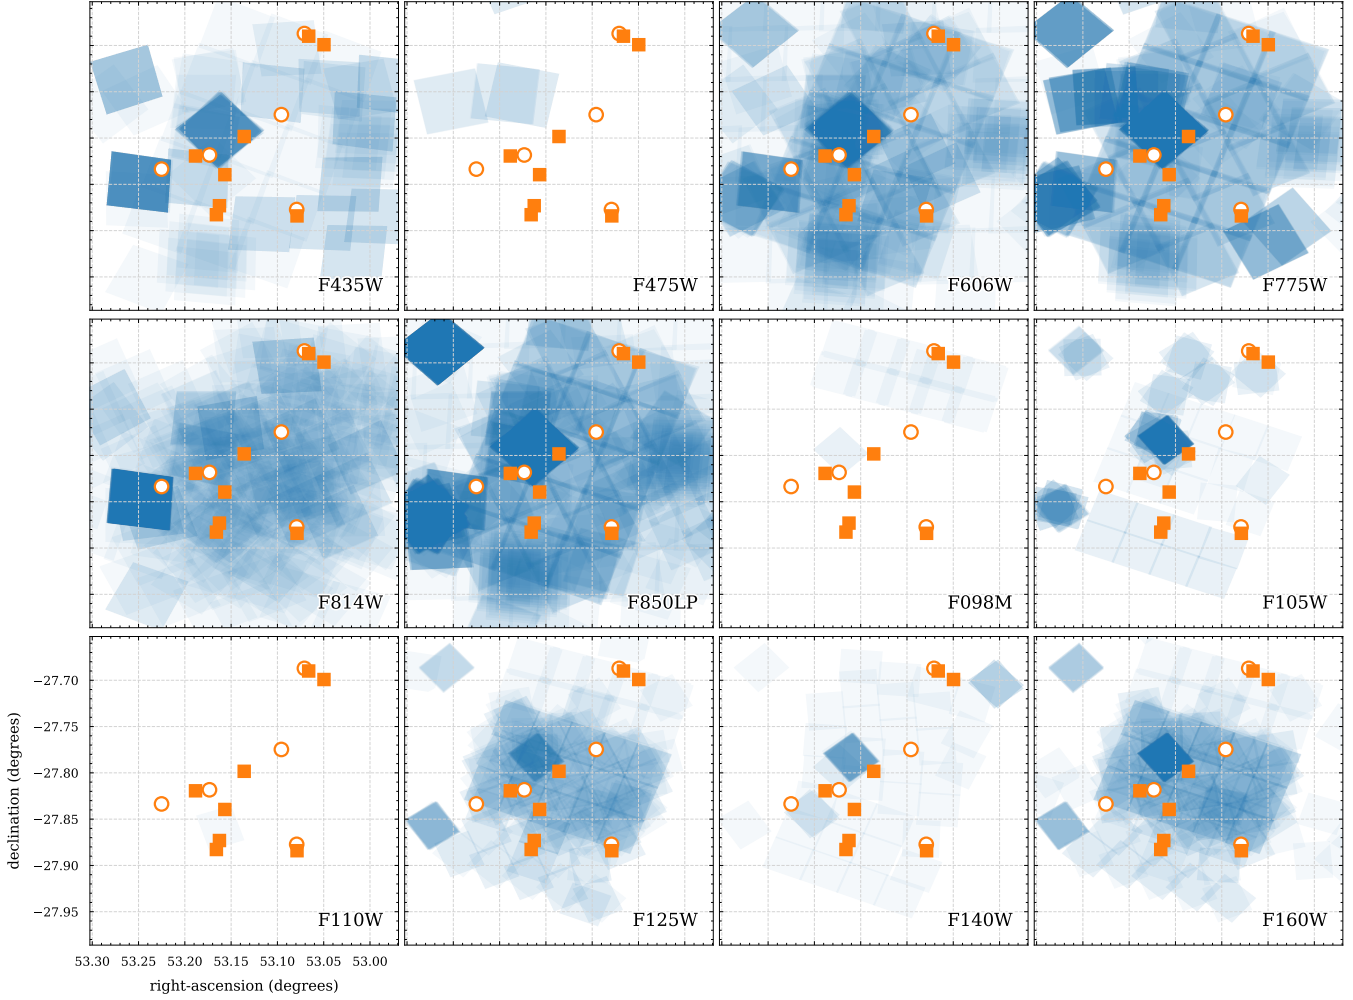 F435W
F475W
F606W
F775W
F814W
F850LP
F098M
F105W
−27.70
−27.75
−27.80
−27.85
−27.90
−27.95
declination (degrees)
F110W
F125W
F140W
F160W
53.30 53.25 53.20 53.15 53.10 53.05 53.00
right-ascension (degrees)